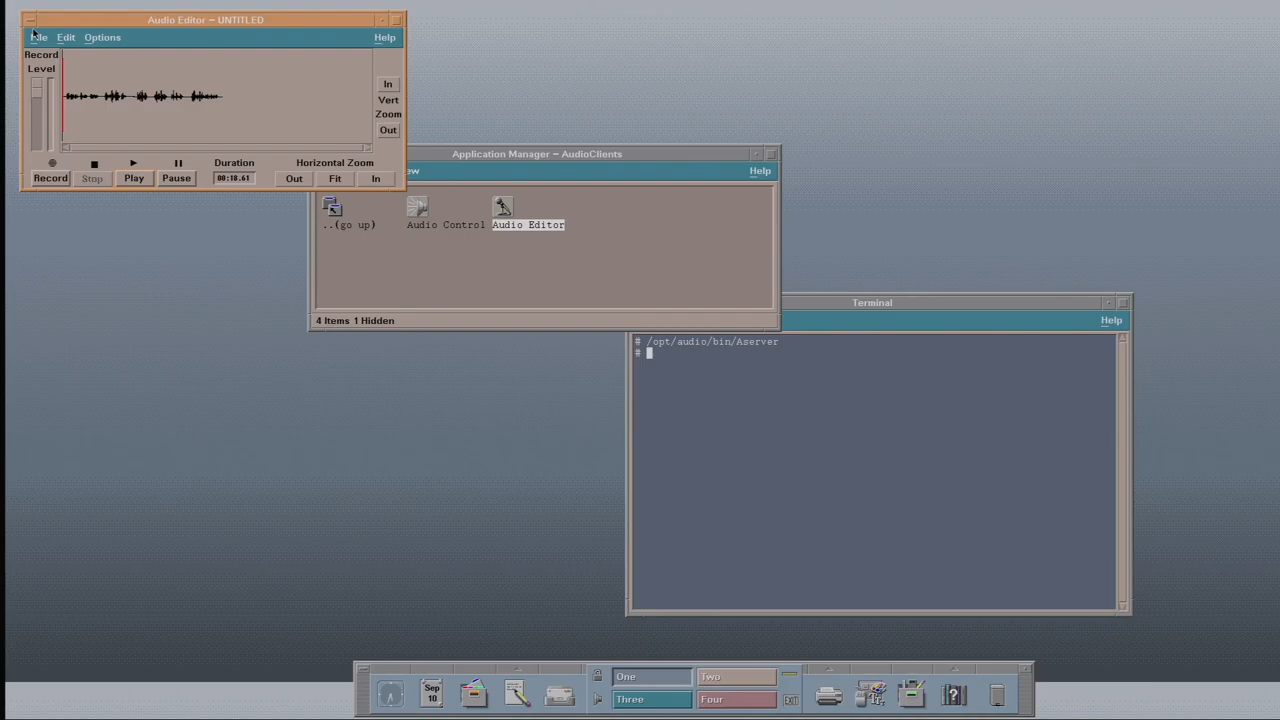 Audio Editor - UNTITLED
File Edit Options Help
Record
Level
In
Vert
Zoom
Out
Duration Horizontal Zoom
Record Stop Play Pause 00:18.61 Out Fit In
Application Manager - AudioClients
Help
..(go up) Audio Control Audio Editor
4 Items 1 Hidden
Terminal
Help
# /opt/audio/bin/Aserver
#
One Two
Three Four
Sep
10
EXIT